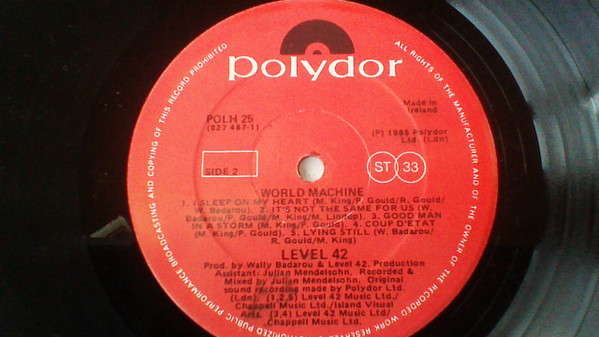 polydor
POLH 25
(827 487-1)
Made in
Ireland
(P) 1985 Polydor
Ltd. (Ldn)
SIDE 2
ST 33
WORLD MACHINE
1. I SLEEP ON MY HEART (M. King/P. Gould/R. Gould/
W. Badarou) 2. IT'S NOT THE SAME FOR US (W.
Badarou/P. Gould/M. King/M. Lindup) 3. GOOD MAN
IN A STORM (M. King/P. Gould) 4. COUP D'ETAT
(M. King/P. Gould) 5. LYING STILL (W. Badarou/
R. Gould/M. King)
LEVEL 42
Prod. by Wally Badarou & Level 42. Production
Assistant- Julian Mendelsohn. Recorded &
Mixed by Julian Mendelsohn. Original
sound recording made by Polydor Ltd.
(Ldn). (1,2,5) Level 42 Music Ltd./
Chappell Music Ltd./Island Visual
Arts. (3,4) Level 42 Music Ltd./
Chappell Music Ltd.
ALL RIGHTS OF THE MANUFACTURER AND OF THE OWNER OF THE RECORDED WORK RESERVED
UNAUTHORIZED PUBLIC PERFORMANCE BROADCASTING AND COPYING OF THIS RECORD PROHIBITED